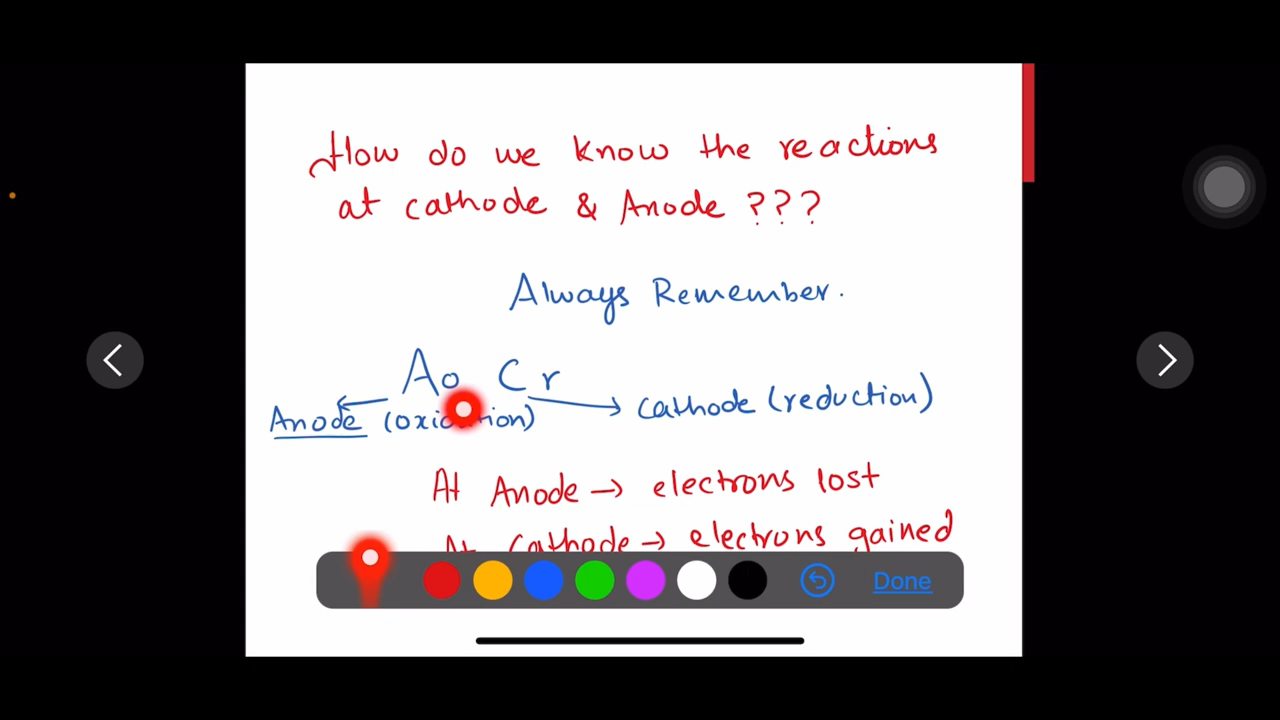 How do we know the reactions
at cathode & Anode ???
Always Remember.
Ao Cr
Anode (oxidation) cathode (reduction)
At Anode → electrons lost
At Cathode → electrons gained
Done